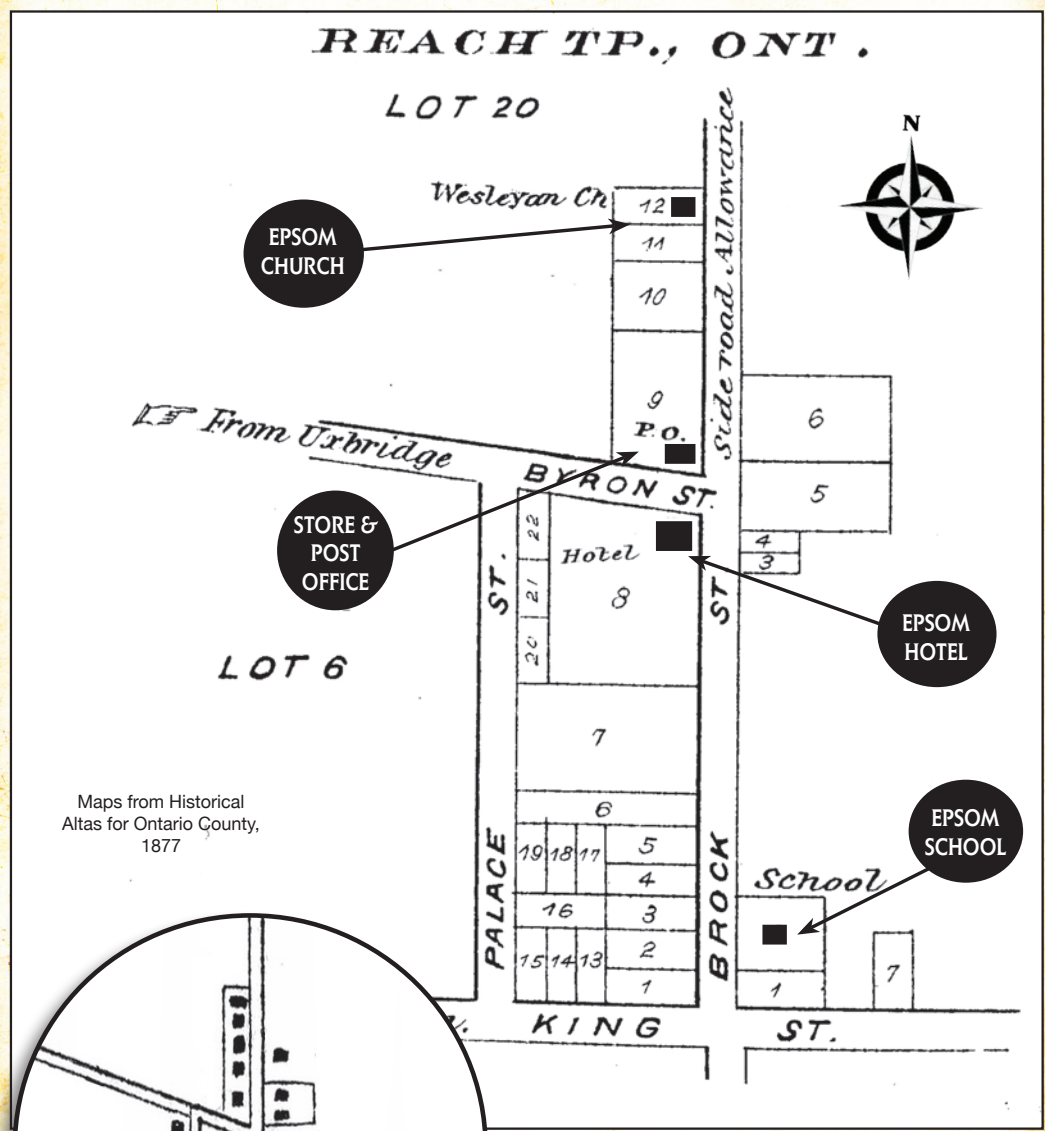 REACH TP., ONT.
LOT 20
N
Wesleyan Ch
EPSOM
CHURCH
12
11
10
9
P.O.
Side road Allowance
6
5
4
3
From Uxbridge
BYRON ST.
STORE &
POST
OFFICE
22
21
20
Hotel
8
EPSOM
HOTEL
LOT 6
PALACE ST.
BROCK ST
7
6
Maps from Historical
Altas for Ontario County,
1877
19 18 17
5
4
16
3
15 14 13
2
1
School
EPSOM
SCHOOL
1
7
KING ST.